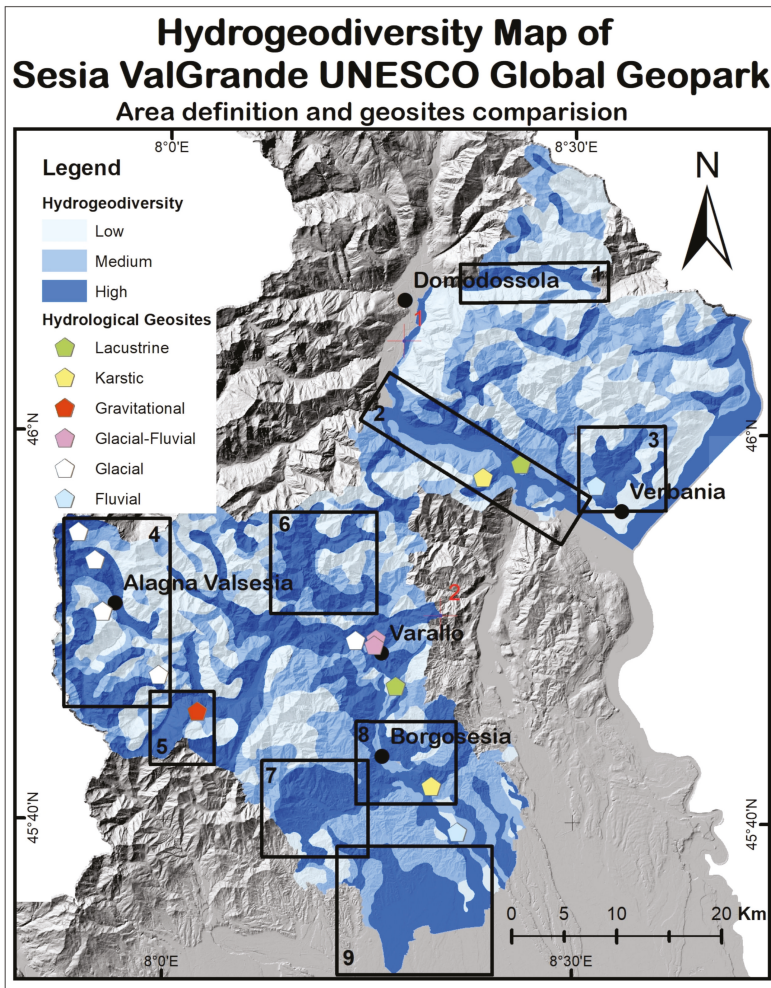 Hydrogeodiversity Map of
Sesia ValGrande UNESCO Global Geopark
Area definition and geosites comparision
8°0'E
8°30'E
Legend
Hydrogeodiversity
Low
Medium
High
Hydrological Geosites
Lacustrine
Karstic
Gravitational
Glacial-Fluvial
Glacial
Fluvial
N
1
Domodossola
1
2
46°N
46°N
3
Verbania
4
6
Alagna Valsesia
2
Varallo
5
8
Borgosesia
7
45°40'N
45°40'N
9
0 5 10 20 Km
8°0'E
8°30'E